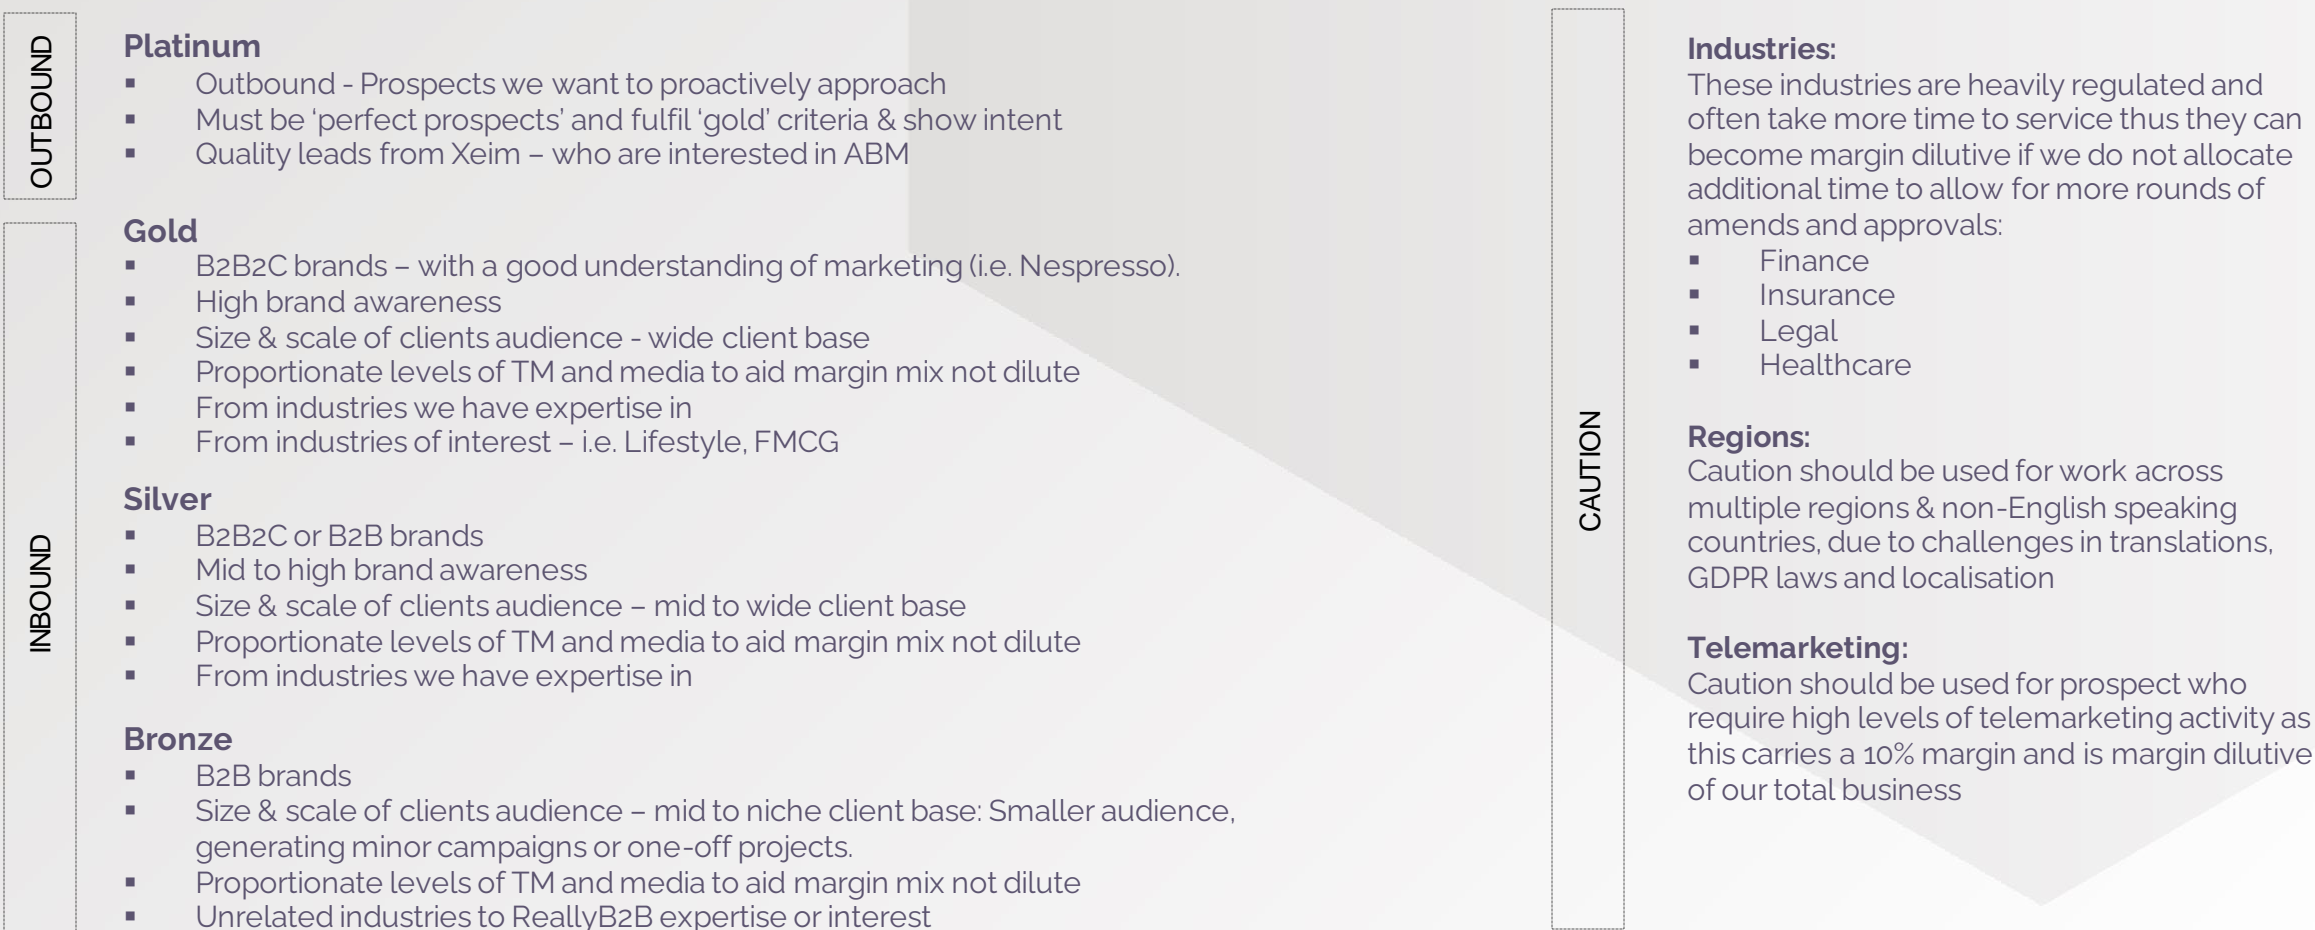 OUTBOUND
Platinum
▪ Outbound - Prospects we want to proactively approach
▪ Must be ‘perfect prospects’ and fulfil ‘gold’ criteria & show intent
▪ Quality leads from Xeim – who are interested in ABM
INBOUND
Gold
▪ B2B2C brands – with a good understanding of marketing (i.e. Nespresso).
▪ High brand awareness
▪ Size & scale of clients audience - wide client base
▪ Proportionate levels of TM and media to aid margin mix not dilute
▪ From industries we have expertise in
▪ From industries of interest – i.e. Lifestyle, FMCG
Silver
▪ B2B2C or B2B brands
▪ Mid to high brand awareness
▪ Size & scale of clients audience – mid to wide client base
▪ Proportionate levels of TM and media to aid margin mix not dilute
▪ From industries we have expertise in
Bronze
▪ B2B brands
▪ Size & scale of clients audience – mid to niche client base: Smaller audience,
generating minor campaigns or one-off projects.
▪ Proportionate levels of TM and media to aid margin mix not dilute
▪ Unrelated industries to ReallyB2B expertise or interest
CAUTION
Industries:
These industries are heavily regulated and
often take more time to service thus they can
become margin dilutive if we do not allocate
additional time to allow for more rounds of
amends and approvals:
▪ Finance
▪ Insurance
▪ Legal
▪ Healthcare
Regions:
Caution should be used for work across
multiple regions & non-English speaking
countries, due to challenges in translations,
GDPR laws and localisation
Telemarketing:
Caution should be used for prospect who
require high levels of telemarketing activity as
this carries a 10% margin and is margin dilutive
of our total business